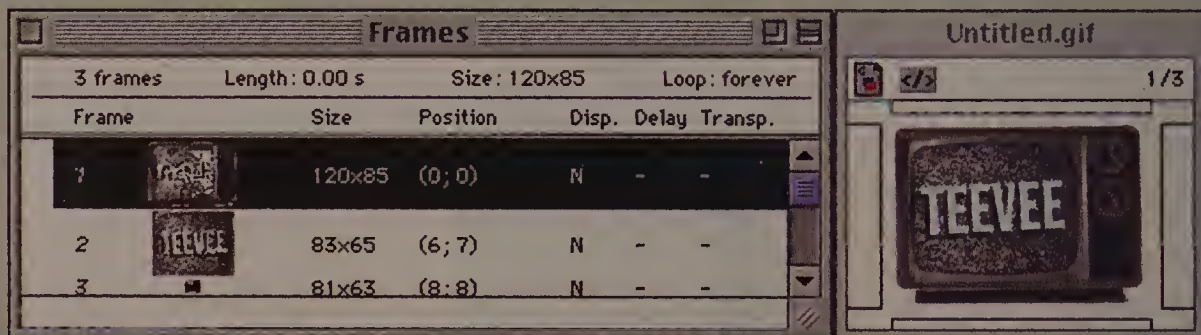 Frames
3 frames Length: 0.00 s Size: 120x85 Loop: forever
Frame Size Position Disp. Delay Transp.
1 120x85 (0; 0) N - -
2 TEEVEE 83x65 (6; 7) N - -
3 81x63 (8; 8) N - -
Untitled.gif
</> 1/3
TEEVEE